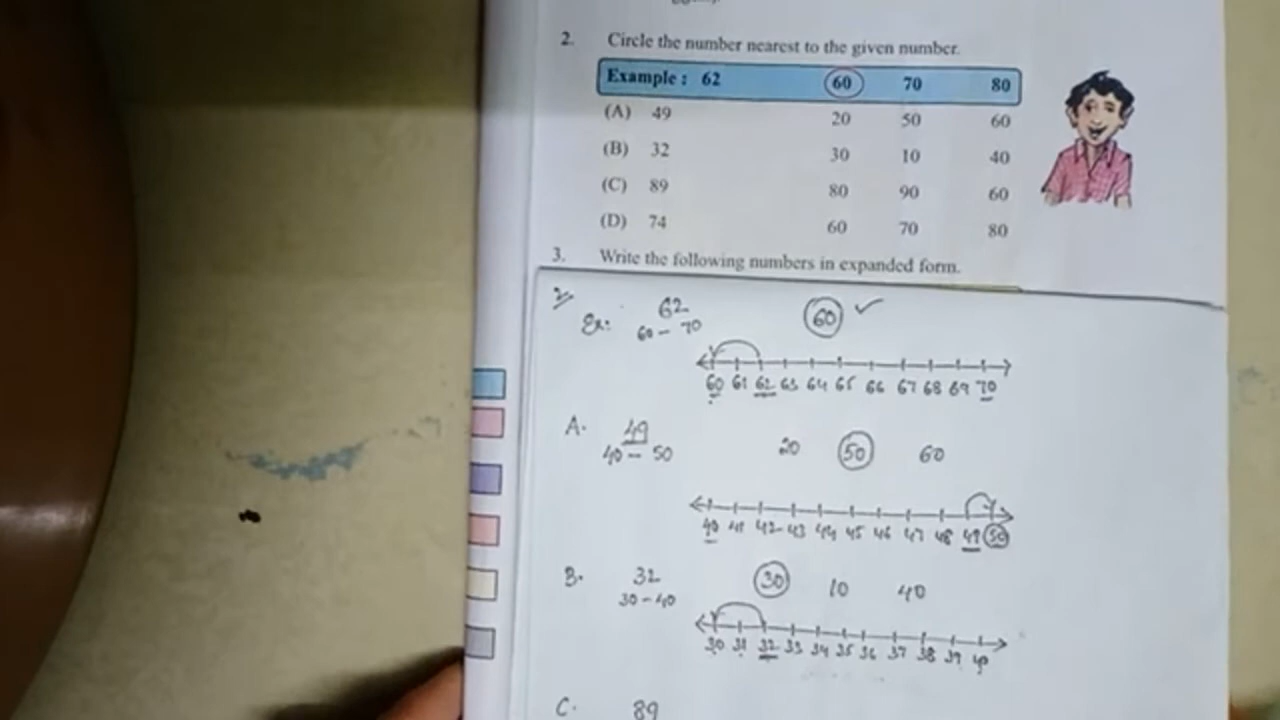 2. Circle the number nearest to the given number.
Example : 62 60 70 80
(A) 49 20 50 60
(B) 32 30 10 40
(C) 89 80 90 60
(D) 74 60 70 80
3. Write the following numbers in expanded form.
2
Ex: 62 60 ✓
60 - 70
60 61 62 63 64 65 66 67 68 69 70
A. 49 20 50 60
40 - 50
40 41 42 43 44 45 46 47 48 49 50
B. 32 30 10 40
30 - 40
30 31 32 33 34 35 36 37 38 39 40
C. 89